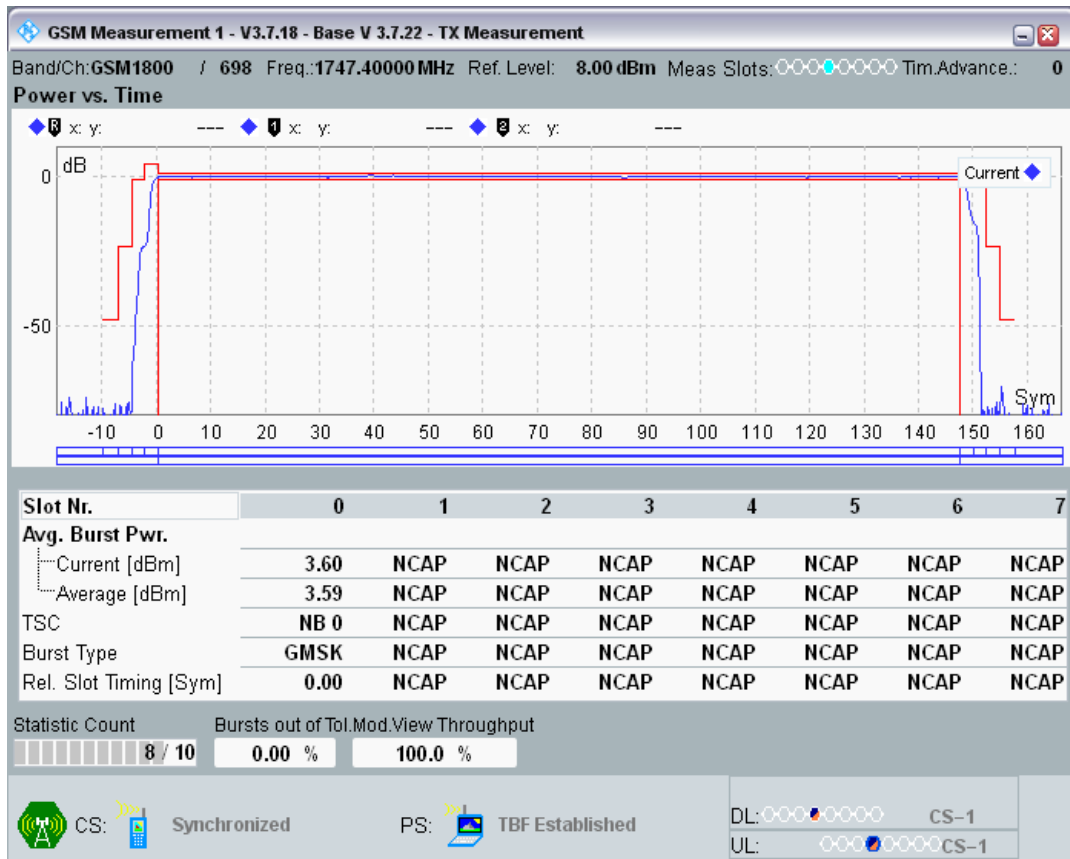 GSM Measurement 1 - V3.7.18 - Base V 3.7.22 - TX Measurement
Band/Ch:GSM1800 / 698 Freq.:1747.40000 MHz Ref. Level: 8.00 dBm Meas Slots: Tim.Advance.: 0
Power vs. Time
R x: y: --- 1 x: y: --- 2 x: y: ---
dB
Current
0
-50
Sym
-10 0 10 20 30 40 50 60 70 80 90 100 110 120 130 140 150 160
Slot Nr. 0 1 2 3 4 5 6 7
Avg. Burst Pwr.
Current [dBm] 3.60 NCAP NCAP NCAP NCAP NCAP NCAP NCAP
Average [dBm] 3.59 NCAP NCAP NCAP NCAP NCAP NCAP NCAP
TSC NB 0 NCAP NCAP NCAP NCAP NCAP NCAP NCAP
Burst Type GMSK NCAP NCAP NCAP NCAP NCAP NCAP NCAP
Rel. Slot Timing [Sym] 0.00 NCAP NCAP NCAP NCAP NCAP NCAP NCAP
Statistic Count Bursts out of Tol.Mod.View Throughput
8 / 10 0.00 % 100.0 %
CS: Synchronized PS: TBF Established DL: CS-1
UL: CS-1